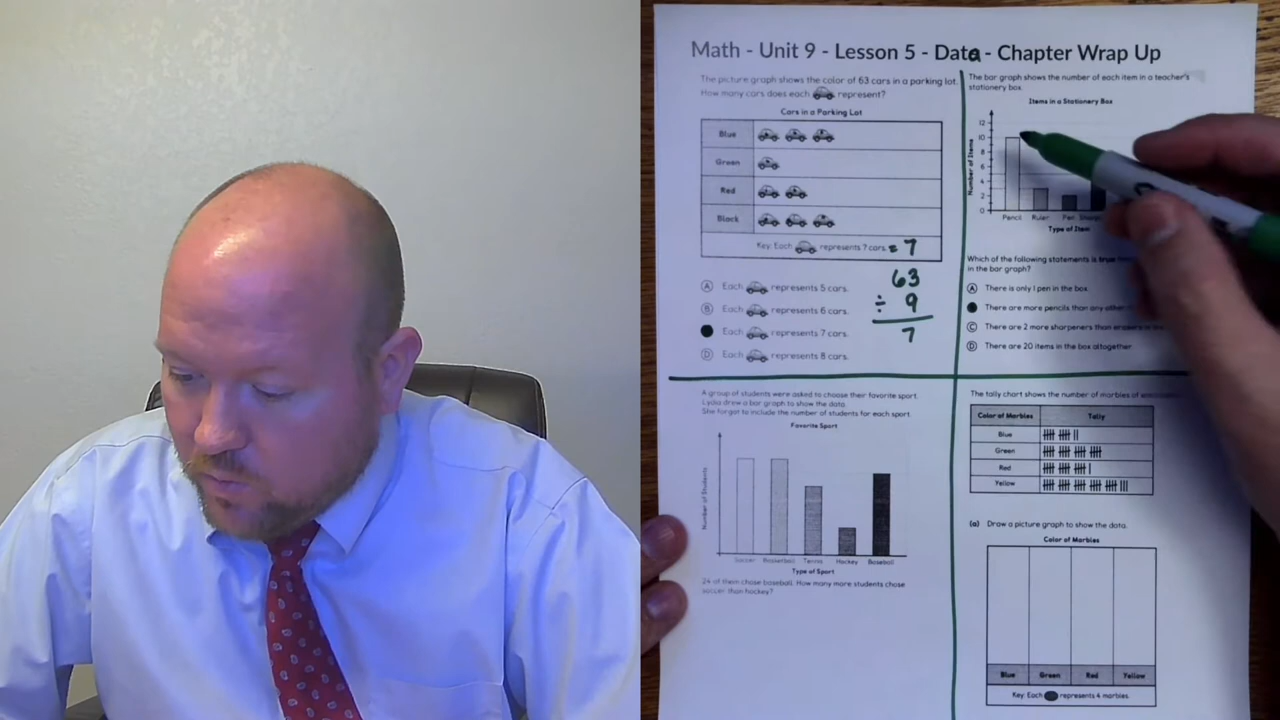 Math - Unit 9 - Lesson 5 - Data - Chapter Wrap Up
The picture graph shows the color of 63 cars in a parking lot.
How many cars does each represent?
Cars in a Parking Lot
Blue
Green
Red
Black
Key: Each represents 7 cars. = 7
63
÷ 9
7
A Each represents 5 cars.
B Each represents 6 cars.
Each represents 7 cars.
D Each represents 8 cars.
The bar graph shows the number of each item in a teacher's
stationery box.
Items in a Stationery Box
Number of Items
12
10
8
6
4
2
0
Pencil Ruler Pen
Type of Item
Which of the following statements is true
in the bar graph?
A There is only 1 pen in the box.
There are more pencils than any other
C There are 2 more sharpeners than erasers in
D There are 20 items in the box altogether.
A group of students were asked to choose their favorite sport.
Lydia drew a bar graph to show the data.
She forgot to include the number of students for each sport.
Favorite Sport
Number of Students
Soccer Basketball Tennis Hockey Baseball
Type of Sport
24 of them chose baseball. How many more students chose
soccer than hockey?
The tally chart shows the number of marbles of
Color of Marbles Tally
Blue
Green
Red
Yellow
(a) Draw a picture graph to show the data.
Color of Marbles
Blue Green Red Yellow
Key: Each represents 4 marbles.